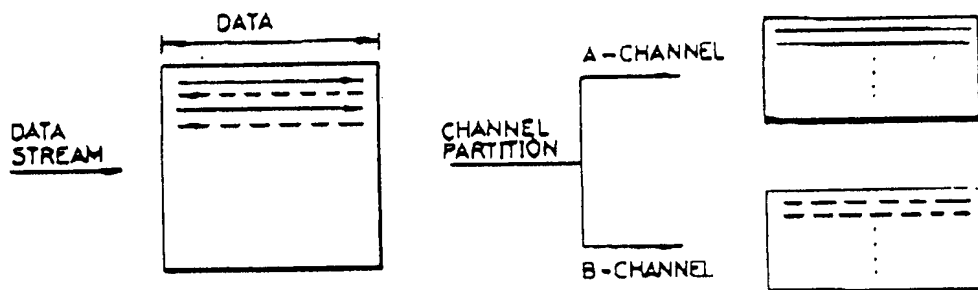 DATA
DATA
STREAM
CHANNEL
PARTITION
A-CHANNEL
B-CHANNEL